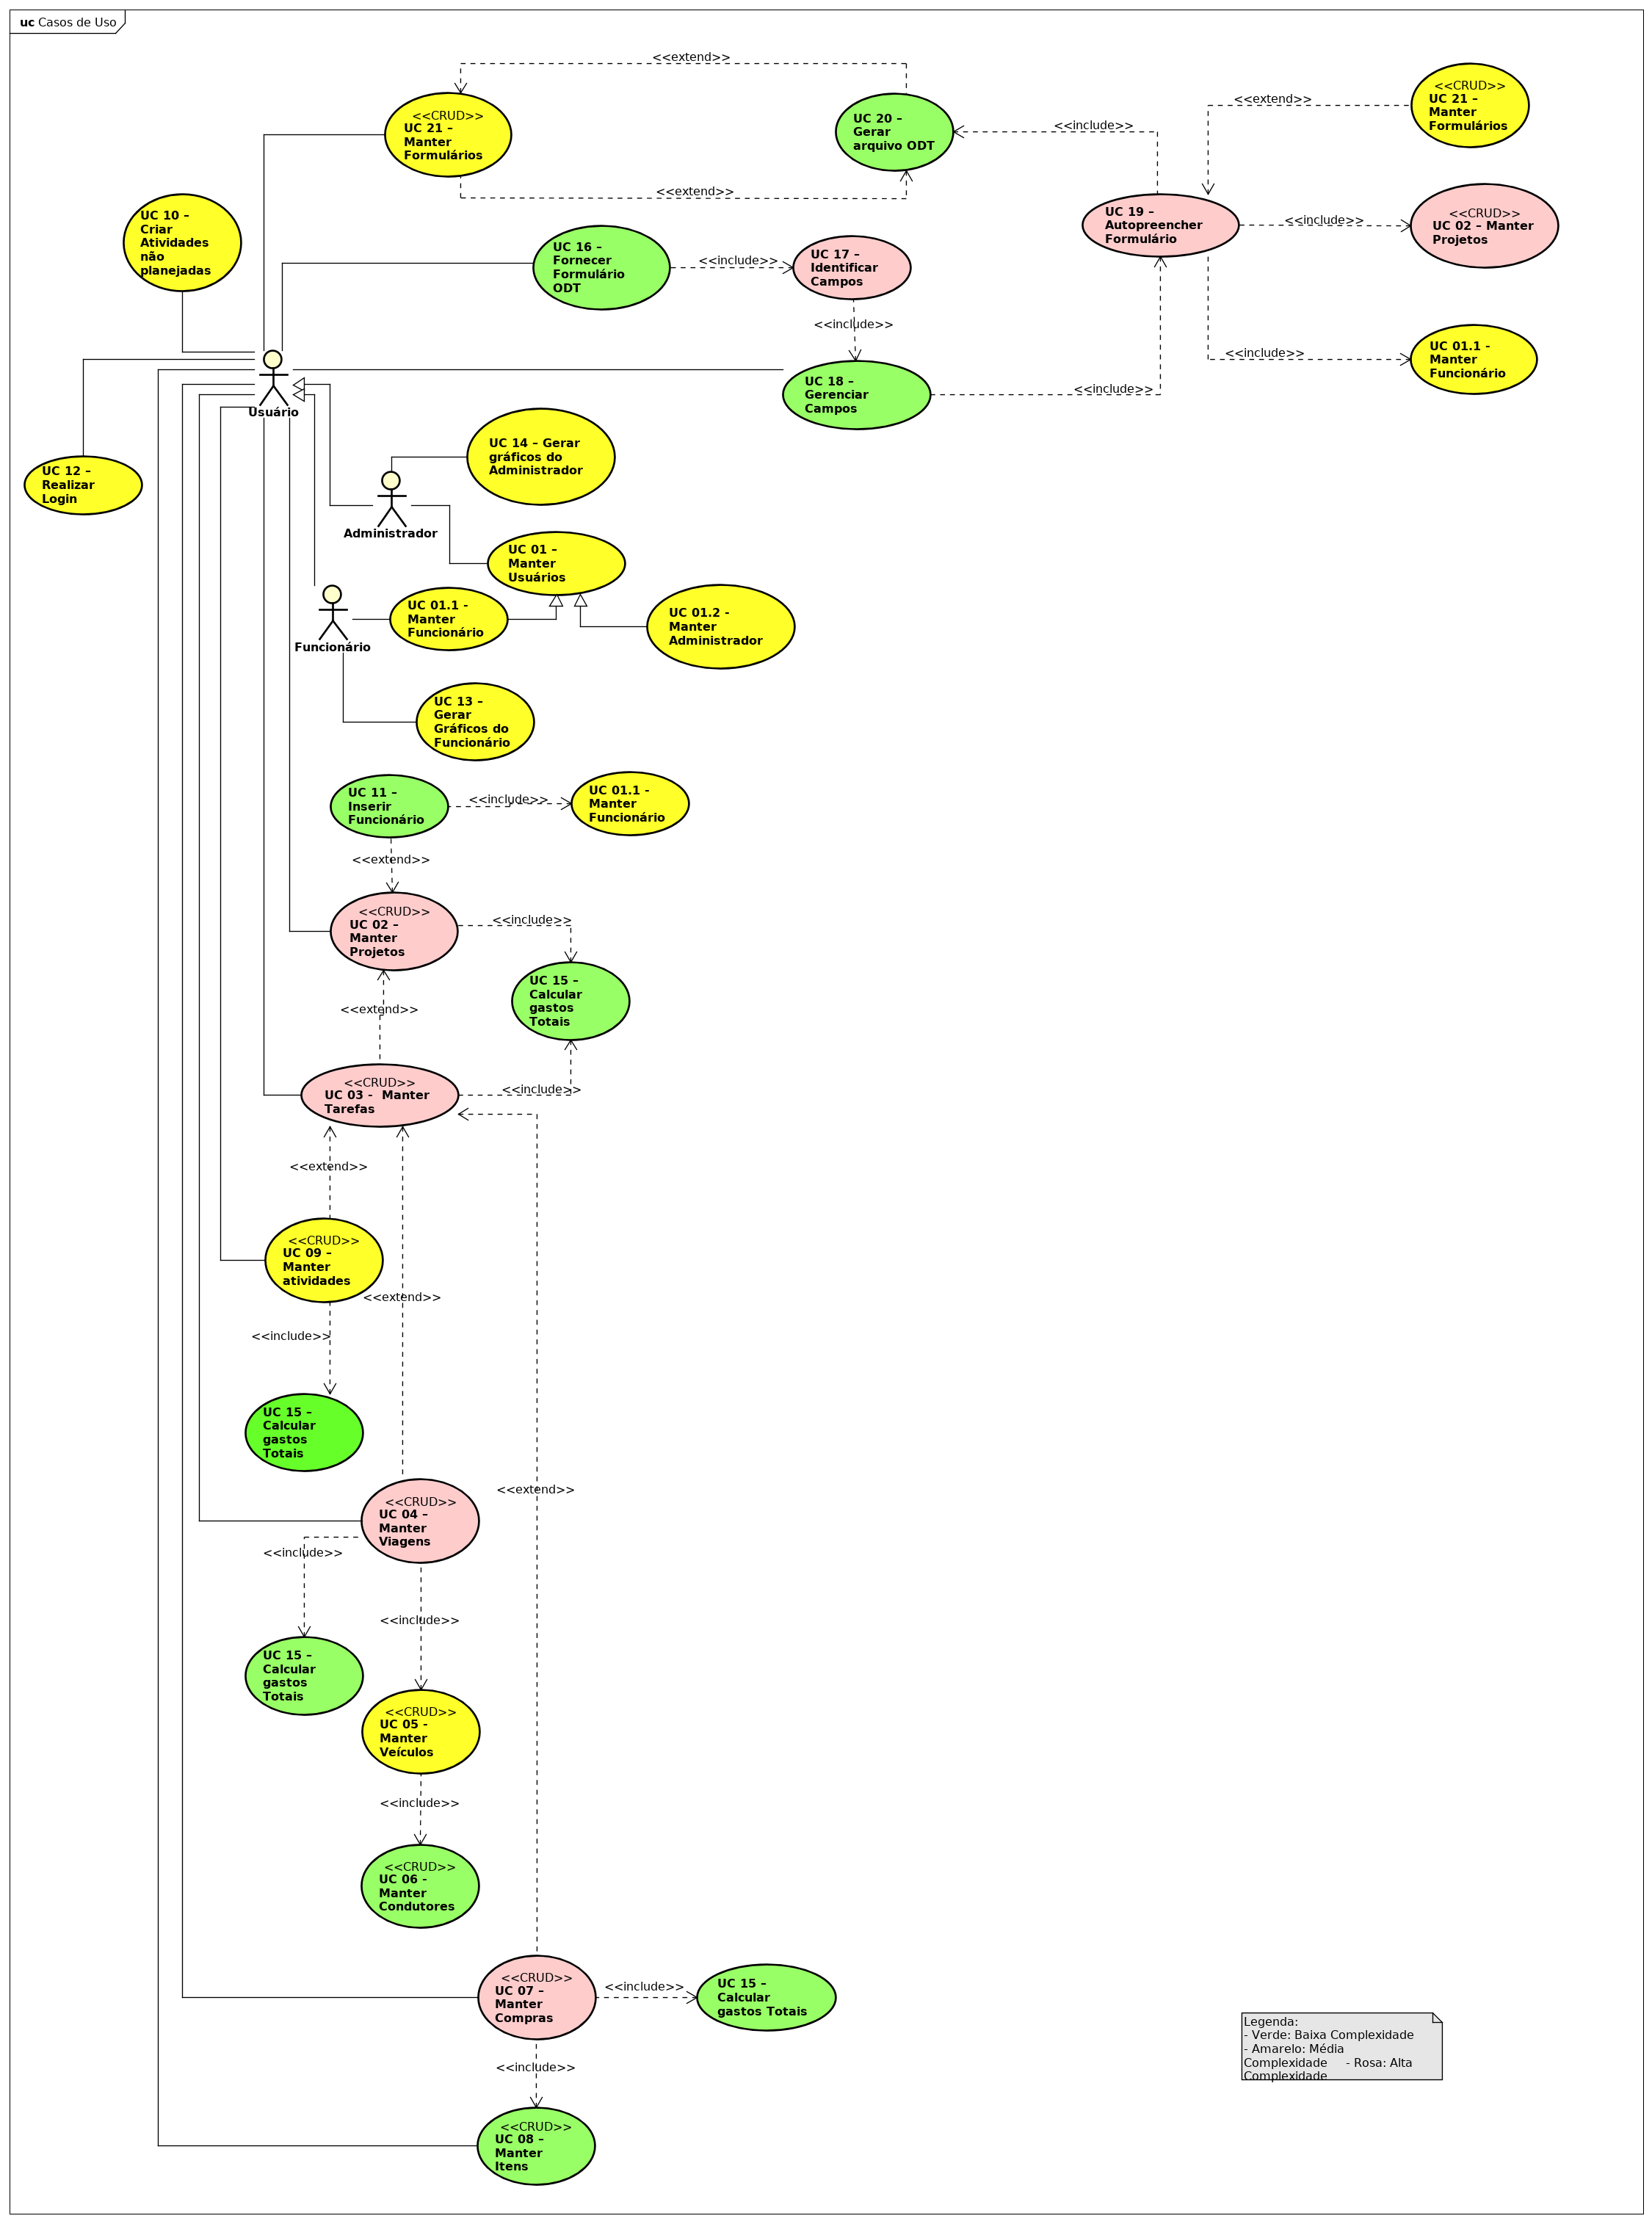 uc Casos de Uso
<<extend>>
<<CRUD>>
UC 21 –
Manter
Formulários
UC 20 –
Gerar
arquivo ODT
<<include>>
<<extend>>
<<CRUD>>
UC 21 –
Manter
Formulários
<<extend>>
UC 10 –
Criar
Atividades
não
planejadas
UC 16 –
Fornecer
Formulário
ODT
<<include>>
UC 17 –
Identificar
Campos
UC 19 –
Autopreencher
Formulário
<<include>>
<<CRUD>>
UC 02 – Manter
Projetos
<<include>>
<<include>>
UC 01.1 -
Manter
Funcionário
UC 18 –
Gerenciar
Campos
<<include>>
Usuário
UC 12 –
Realizar
Login
UC 14 – Gerar
gráficos do
Administrador
Administrador
UC 01 –
Manter
Usuários
UC 01.1 -
Manter
Funcionário
UC 01.2 -
Manter
Administrador
Funcionário
UC 13 –
Gerar
Gráficos do
Funcionário
UC 11 –
Inserir
Funcionário
<<include>>
UC 01.1 -
Manter
Funcionário
<<extend>>
<<CRUD>>
UC 02 –
Manter
Projetos
<<include>>
UC 15 –
Calcular
gastos
Totais
<<extend>>
<<CRUD>>
UC 03 -  Manter
Tarefas
<<include>>
<<extend>>
<<CRUD>>
UC 09 –
Manter
atividades
<<extend>>
<<include>>
UC 15 –
Calcular
gastos
Totais
<<extend>>
<<CRUD>>
UC 04 –
Manter
Viagens
<<include>>
<<include>>
UC 15 –
Calcular
gastos
Totais
<<CRUD>>
UC 05 -
Manter
Veículos
<<include>>
<<CRUD>>
UC 06 -
Manter
Condutores
<<CRUD>>
UC 07 –
Manter
Compras
<<include>>
UC 15 –
Calcular
gastos Totais
<<include>>
<<CRUD>>
UC 08 –
Manter
Itens
Legenda:
- Verde: Baixa Complexidade
- Amarelo: Média
Complexidade     - Rosa: Alta
Complexidade